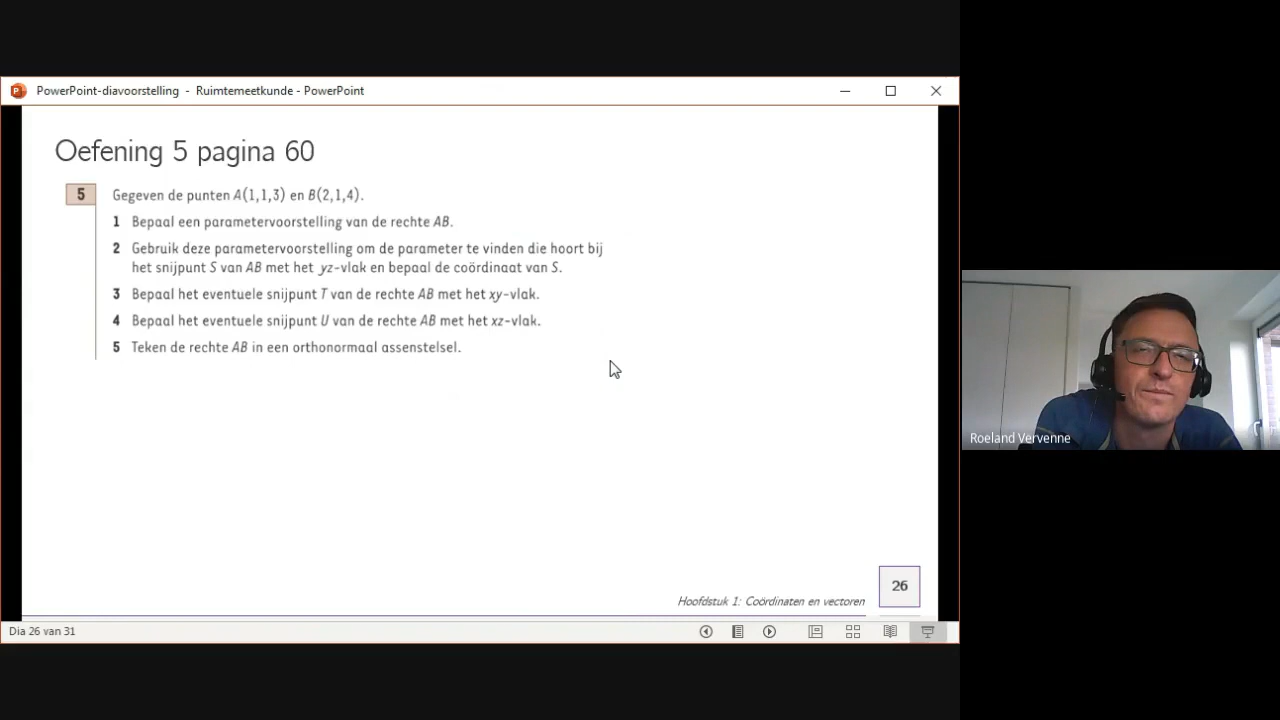 PowerPoint-diavoorstelling - Ruimtemeetkunde - PowerPoint
Oefening 5 pagina 60
5 Gegeven de punten A(1,1,3) en B(2,1,4).
1 Bepaal een parametervoorstelling van de rechte AB.
2 Gebruik deze parametervoorstelling om de parameter te vinden die hoort bij
het snijpunt S van AB met het yz-vlak en bepaal de coördinaat van S.
3 Bepaal het eventuele snijpunt T van de rechte AB met het xy-vlak.
4 Bepaal het eventuele snijpunt U van de rechte AB met het xz-vlak.
5 Teken de rechte AB in een orthonormaal assenstelsel.
Roeland Vervenne
26
Hoofdstuk 1: Coördinaten en vectoren
Dia 26 van 31